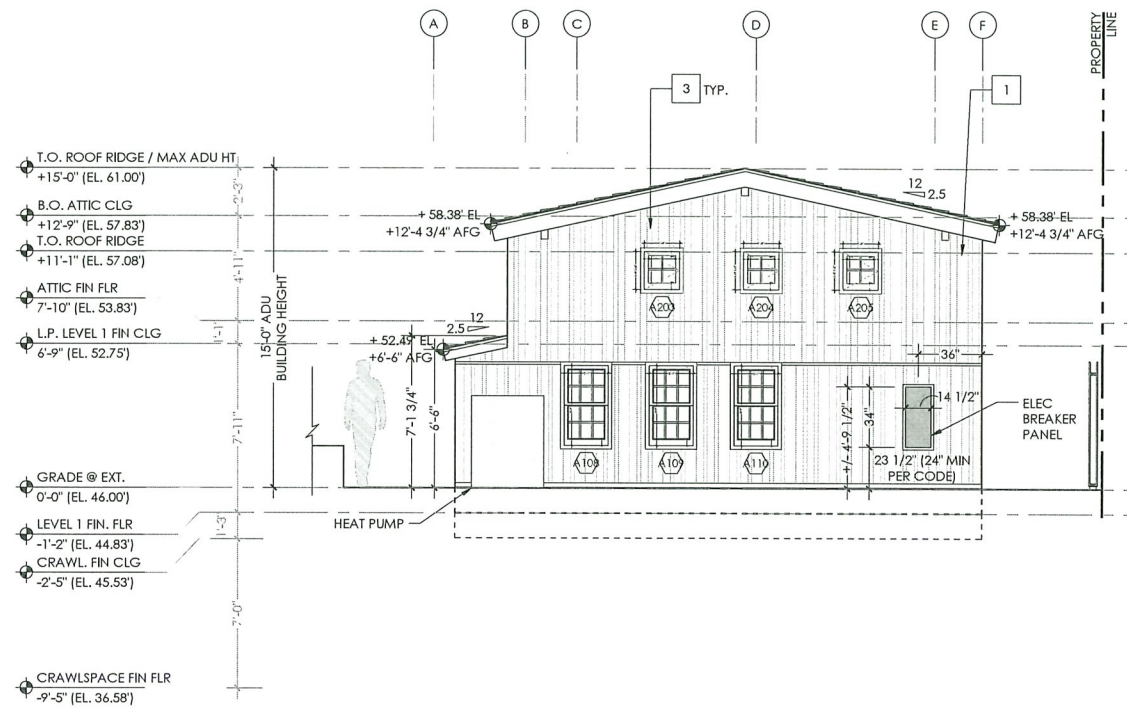 A
B
C
D
E
F
PROPERTY
LINE
3 TYP.
1
T.O. ROOF RIDGE / MAX ADU HT
+15'-0" (EL. 61.00')
B.O. ATTIC CLG
+12'-9" (EL. 57.83')
T.O. ROOF RIDGE
+11'-1" (EL. 57.08')
ATTIC FIN FLR
7'-10" (EL. 53.83')
L.P. LEVEL 1 FIN CLG
6'-9" (EL. 52.75')
GRADE @ EXT.
0'-0" (EL. 46.00')
LEVEL 1 FIN. FLR
-1'-2" (EL. 44.83')
CRAWL. FIN CLG
-2'-5" (EL. 45.53')
CRAWLSPACE FIN FLR
-9'-5" (EL. 36.58')
2'-3"
4'-11"
1'-1"
7'-11"
1'-3"
7'-0"
15'-0" ADU
BUILDING HEIGHT
+ 58.38' EL
+12'-4 3/4" AFG
12
2.5
+ 58.38' EL
+12'-4 3/4" AFG
A203
A204
A205
12
2.5
+ 52.49' EL
+6'-6" AFG
7'-1 3/4"
6'-6"
36"
14 1/2"
+/- 4'-9 1/2"
34"
ELEC
BREAKER
PANEL
A108
A109
A110
23 1/2" (24" MIN
PER CODE)
HEAT PUMP